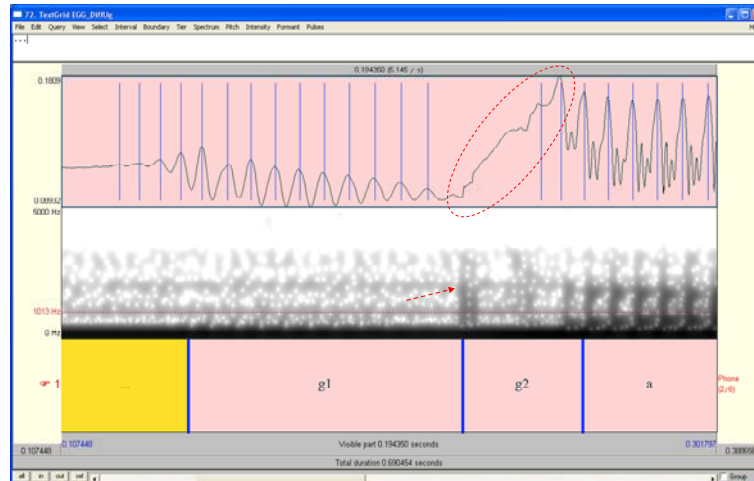 72. TextGrid EGG_DiffUg
File Edit Query View Select Interval Boundary Tier Spectrum Pitch Intensity Formant Pulses
...
0.194350 (5.145 / s)
0.1809
0.08932
5000 Hz
1013 Hz
0 Hz
1
...
g1
g2
a
Phone
(2/8)
0.107448
0.107448
Visible part 0.194350 seconds
0.301797
Total duration 0.690454 seconds
all in out sel
Group